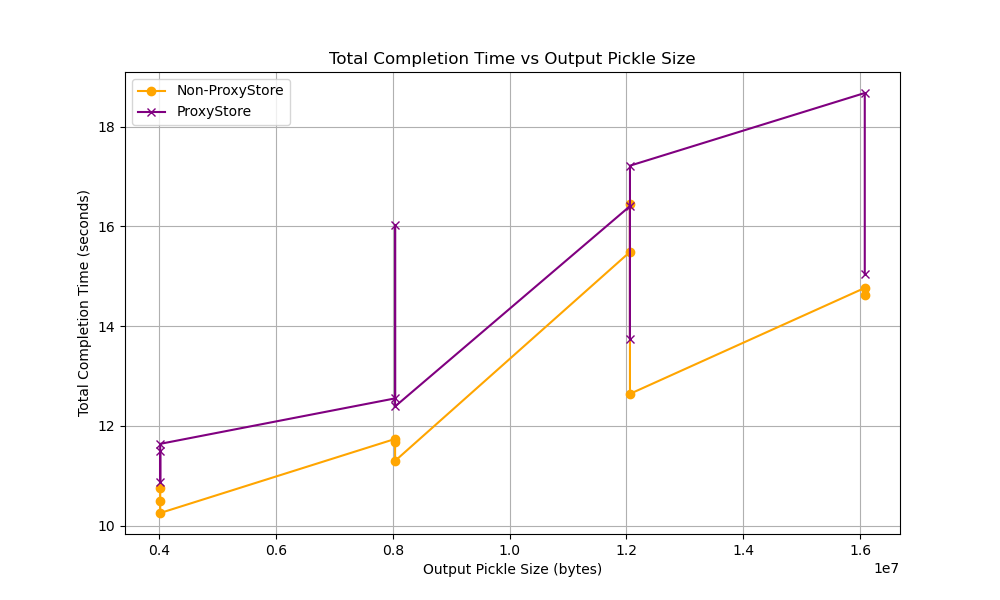 Total Completion Time vs Output Pickle Size
Non-ProxyStore
ProxyStore
Total Completion Time (seconds)
18
16
14
12
10
0.4 0.6 0.8 1.0 1.2 1.4 1.6
1e7
Output Pickle Size (bytes)